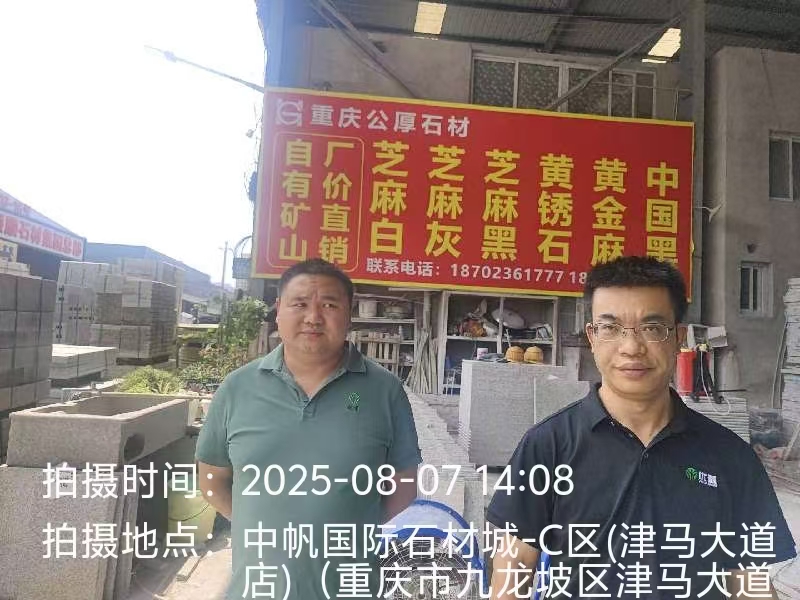 重庆公厚石材
自有矿山
厂价直销
芝麻白
芝麻灰
芝麻黑
黄锈石
黄金麻
中国黑
联系电话：18702361777 18
拍摄时间：2025-08-07 14:08
拍摄地点：中帆国际石材城-C区(津马大道
店)（重庆市九龙坡区津马大道